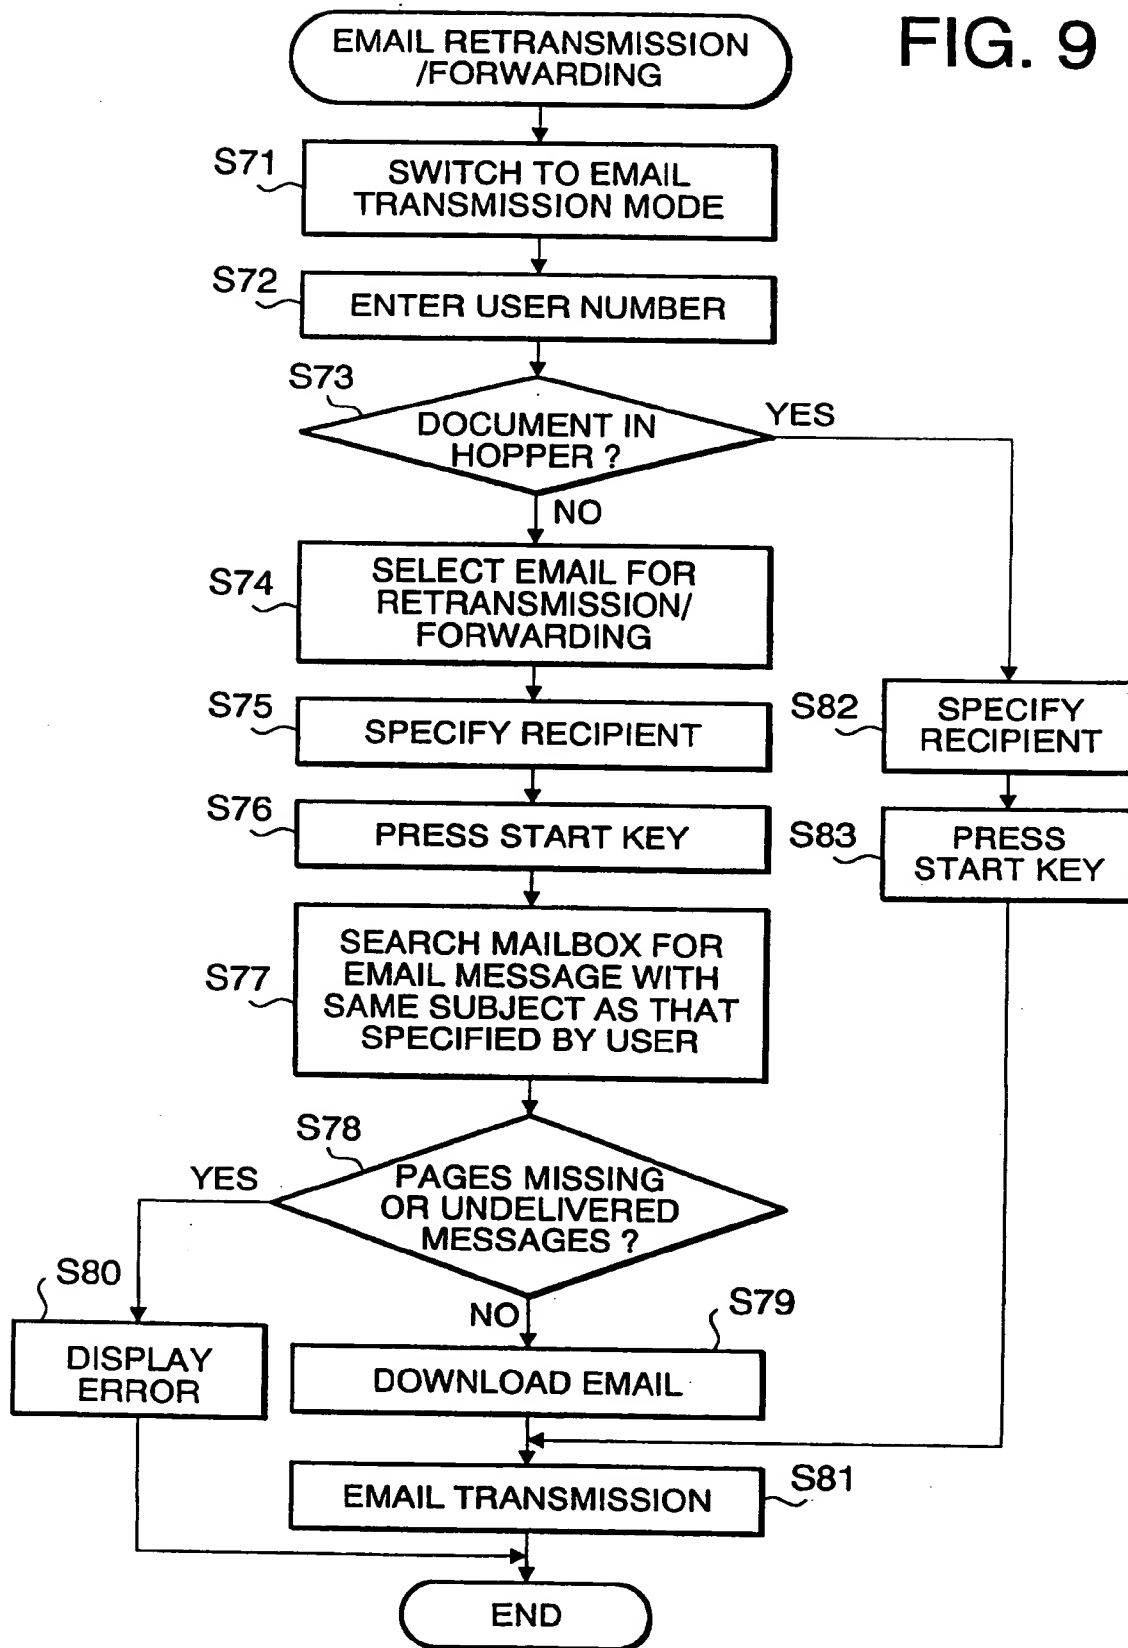 FIG. 9
EMAIL RETRANSMISSION
/FORWARDING
S71
SWITCH TO EMAIL
TRANSMISSION MODE
S72
ENTER USER NUMBER
S73
DOCUMENT IN
HOPPER ?
YES
NO
S74
SELECT EMAIL FOR
RETRANSMISSION/
FORWARDING
S75
SPECIFY RECIPIENT
S82
SPECIFY
RECIPIENT
S76
PRESS START KEY
S83
PRESS
START KEY
S77
SEARCH MAILBOX FOR
EMAIL MESSAGE WITH
SAME SUBJECT AS THAT
SPECIFIED BY USER
S78
PAGES MISSING
OR UNDELIVERED
MESSAGES ?
YES
NO
S80
DISPLAY
ERROR
S79
DOWNLOAD EMAIL
S81
EMAIL TRANSMISSION
END